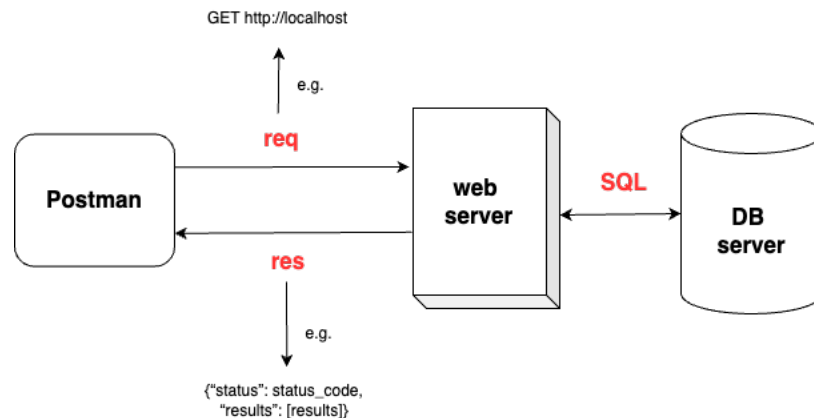 GET http://localhost
e.g.
req
Postman
web
server
SQL
DB
server
res
e.g.
{“status”: status_code,
“results”: [results]}